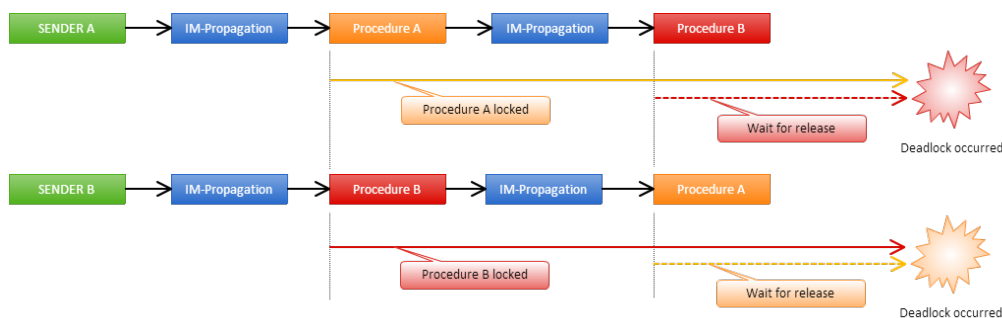 SENDER A IM-Propagation Procedure A IM-Propagation Procedure B
Procedure A locked
Wait for release
Deadlock occurred
SENDER B IM-Propagation Procedure B IM-Propagation Procedure A
Procedure B locked
Wait for release
Deadlock occurred